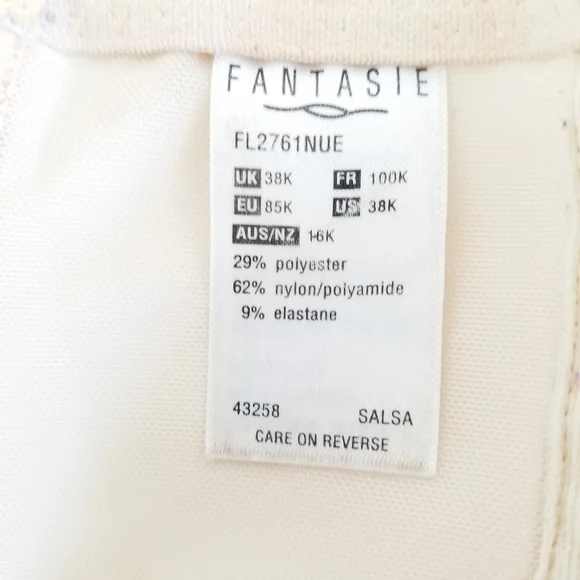 FANTASIE
FL2761NUE
UK 38K FR 100K
EU 85K US 38K
AUS/NZ 16K
29% polyester
62% nylon/polyamide
9% elastane
43258 SALSA
CARE ON REVERSE